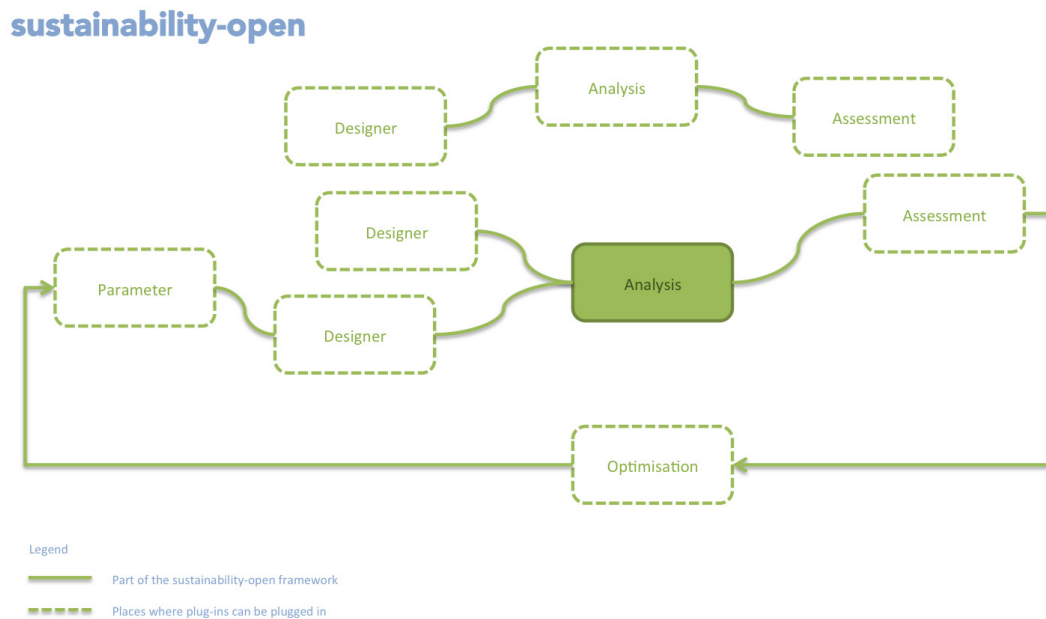 sustainability-open
Analysis
Designer
Assessment
Designer
Assessment
Analysis
Parameter
Designer
Optimisation
Legend
Part of the sustainability-open framework
Places where plug-ins can be plugged in